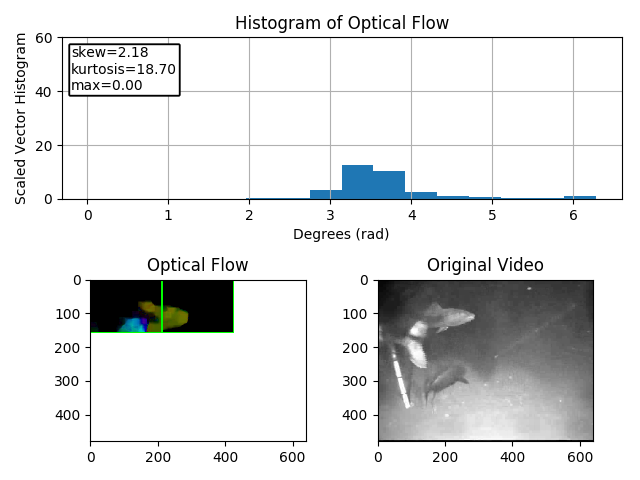 Histogram of Optical Flow
Scaled Vector Histogram
60
40
20
0
skew=2.18
kurtosis=18.70
max=0.00
0 1 2 3 4 5 6
Degrees (rad)
Optical Flow
0
100
200
300
400
0 200 400 600
Original Video
0
100
200
300
400
0 200 400 600